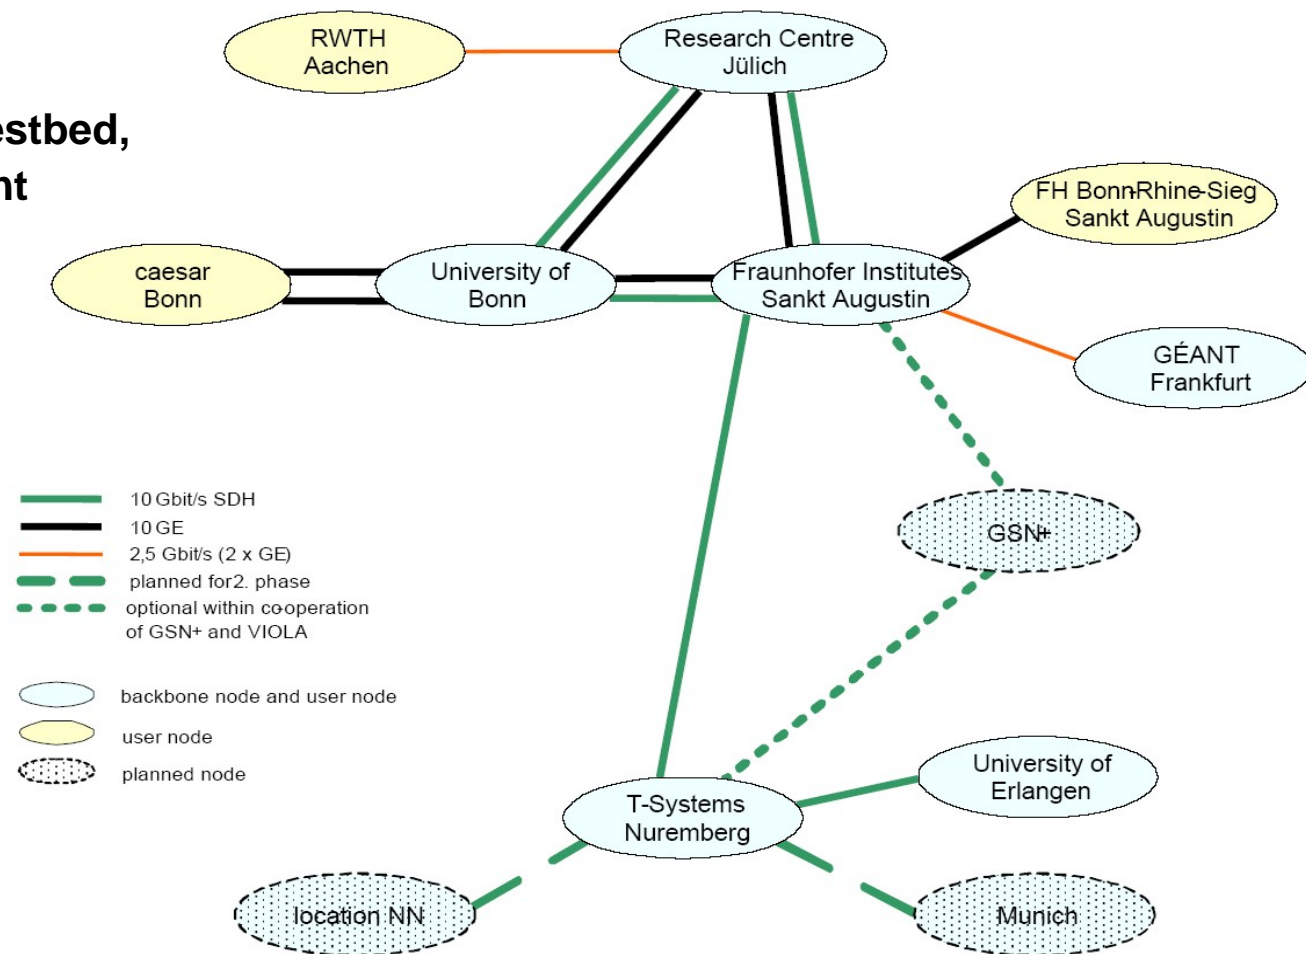 RWTH
Aachen
Research Centre
Jülich
estbed,
nt
FH Bonn-Rhine-Sieg
Sankt Augustin
caesar
Bonn
University of
Bonn
Fraunhofer Institutes
Sankt Augustin
GÉANT
Frankfurt
10 Gbit/s SDH
10 GE
2,5 Gbit/s (2 x GE)
planned for 2. phase
optional within co-operation
of GSN+ and VIOLA
GSN+
backbone node and user node
user node
planned node
University of
Erlangen
T-Systems
Nuremberg
location NN
Munich